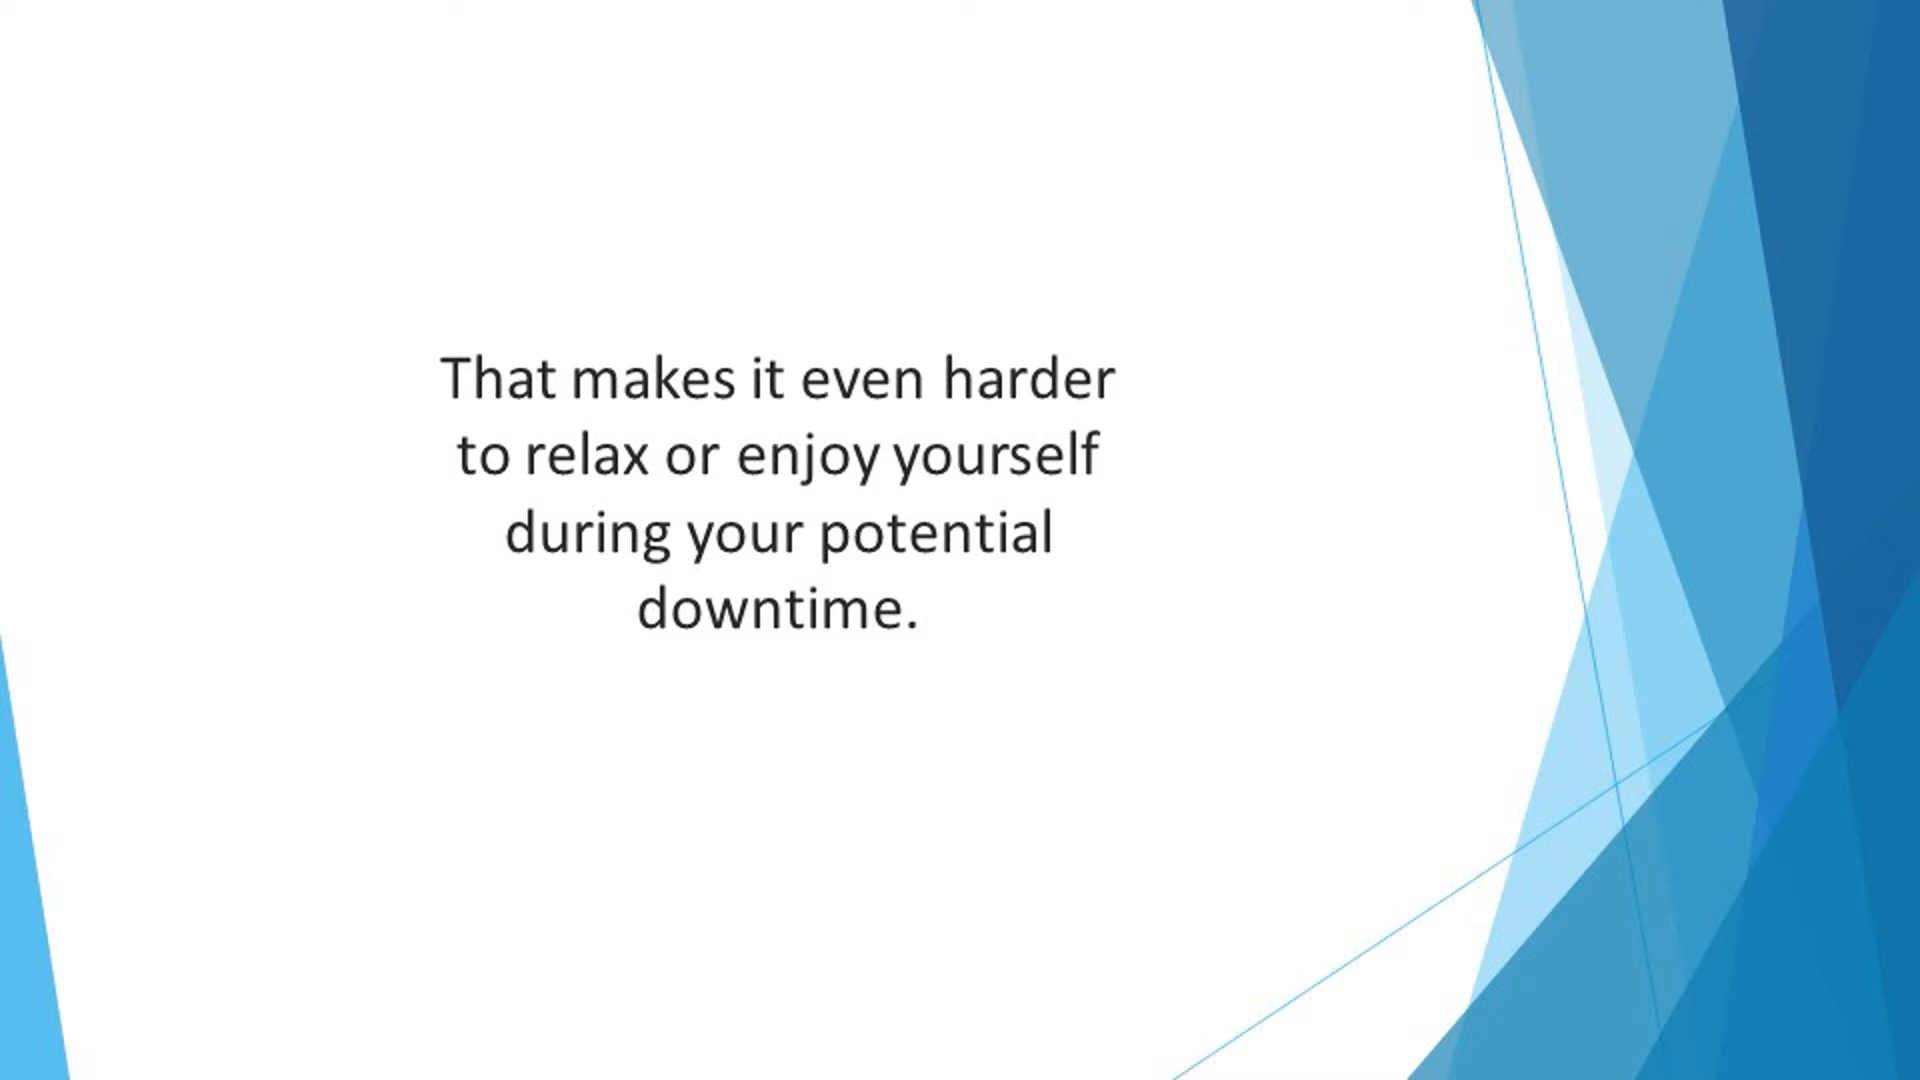 That makes it even harder
to relax or enjoy yourself
during your potential
downtime.